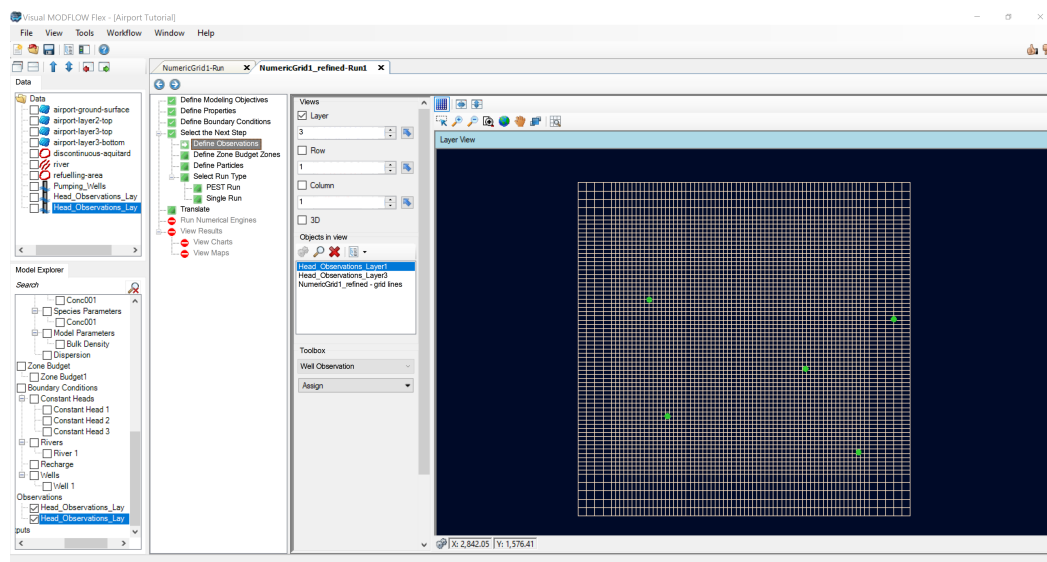 Visual MODFLOW Flex - [Airport Tutorial]
File View Tools Workflow Window Help
NumericGrid1-Run
NumericGrid1_refined-Run1
Data
Data
airport-ground-surface
airport-layer2-top
airport-layer3-top
airport-layer3-bottom
discontinuous-aquitard
river
refuelling-area
Pumping_Wells
Head_Observations_Lay
Head_Observations_Lay
Model Explorer
Search
Conc001
Species Parameters
Conc001
Model Parameters
Bulk Density
Dispersion
Zone Budget
Zone Budget1
Boundary Conditions
Constant Heads
Constant Head 1
Constant Head 2
Constant Head 3
Rivers
River 1
Recharge
Wells
Well 1
Observations
Head_Observations_Lay
Head_Observations_Lay
:puts
Define Modeling Objectives
Define Properties
Define Boundary Conditions
Select the Next Step
Define Observations
Define Zone Budget Zones
Define Particles
Select Run Type
PEST Run
Single Run
Translate
Run Numerical Engines
View Results
View Charts
View Maps
Views
Layer
3
Row
1
Column
1
3D
Objects in view
Head_Observations_Layer1
Head_Observations_Layer3
NumericGrid1_refined - grid lines
Toolbox
Well Observation
Assign
Layer View
X: 2,842.05 Y: 1,576.41